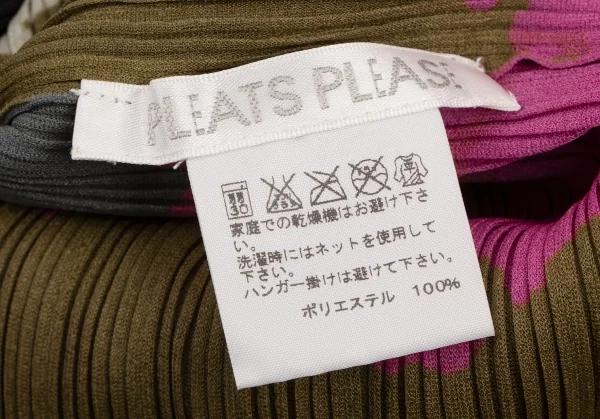 PLEATS PLEASE
30
家庭での乾燥機はお避け下さ
い。
洗濯時にはネットを使用して
下さい。
ハンガー掛けは避けて下さい。
ポリエステル 100%